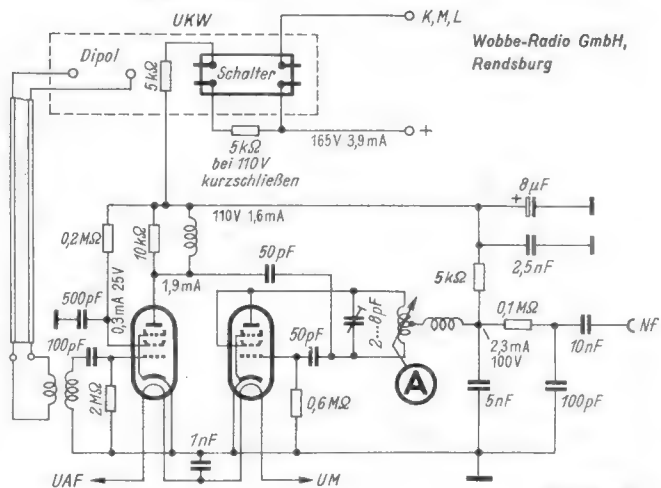 UKW
K, M, L
Wobbe-Radio GmbH,
Rendsburg
Dipol
5kΩ
Schalter
+
165V 3,9mA
5kΩ
bei 110V
kurzschließen
8µF
+
110V 1,6mA
0,2MΩ
10kΩ
50pF
2,5nF
5kΩ
0,3mA 25V
1,9mA
500pF
50pF
2...8pF
0,1MΩ
Nf
100pF
2,3mA
100V
10nF
2MΩ
A
0,6MΩ
5nF
100pF
1nF
UAF
UM